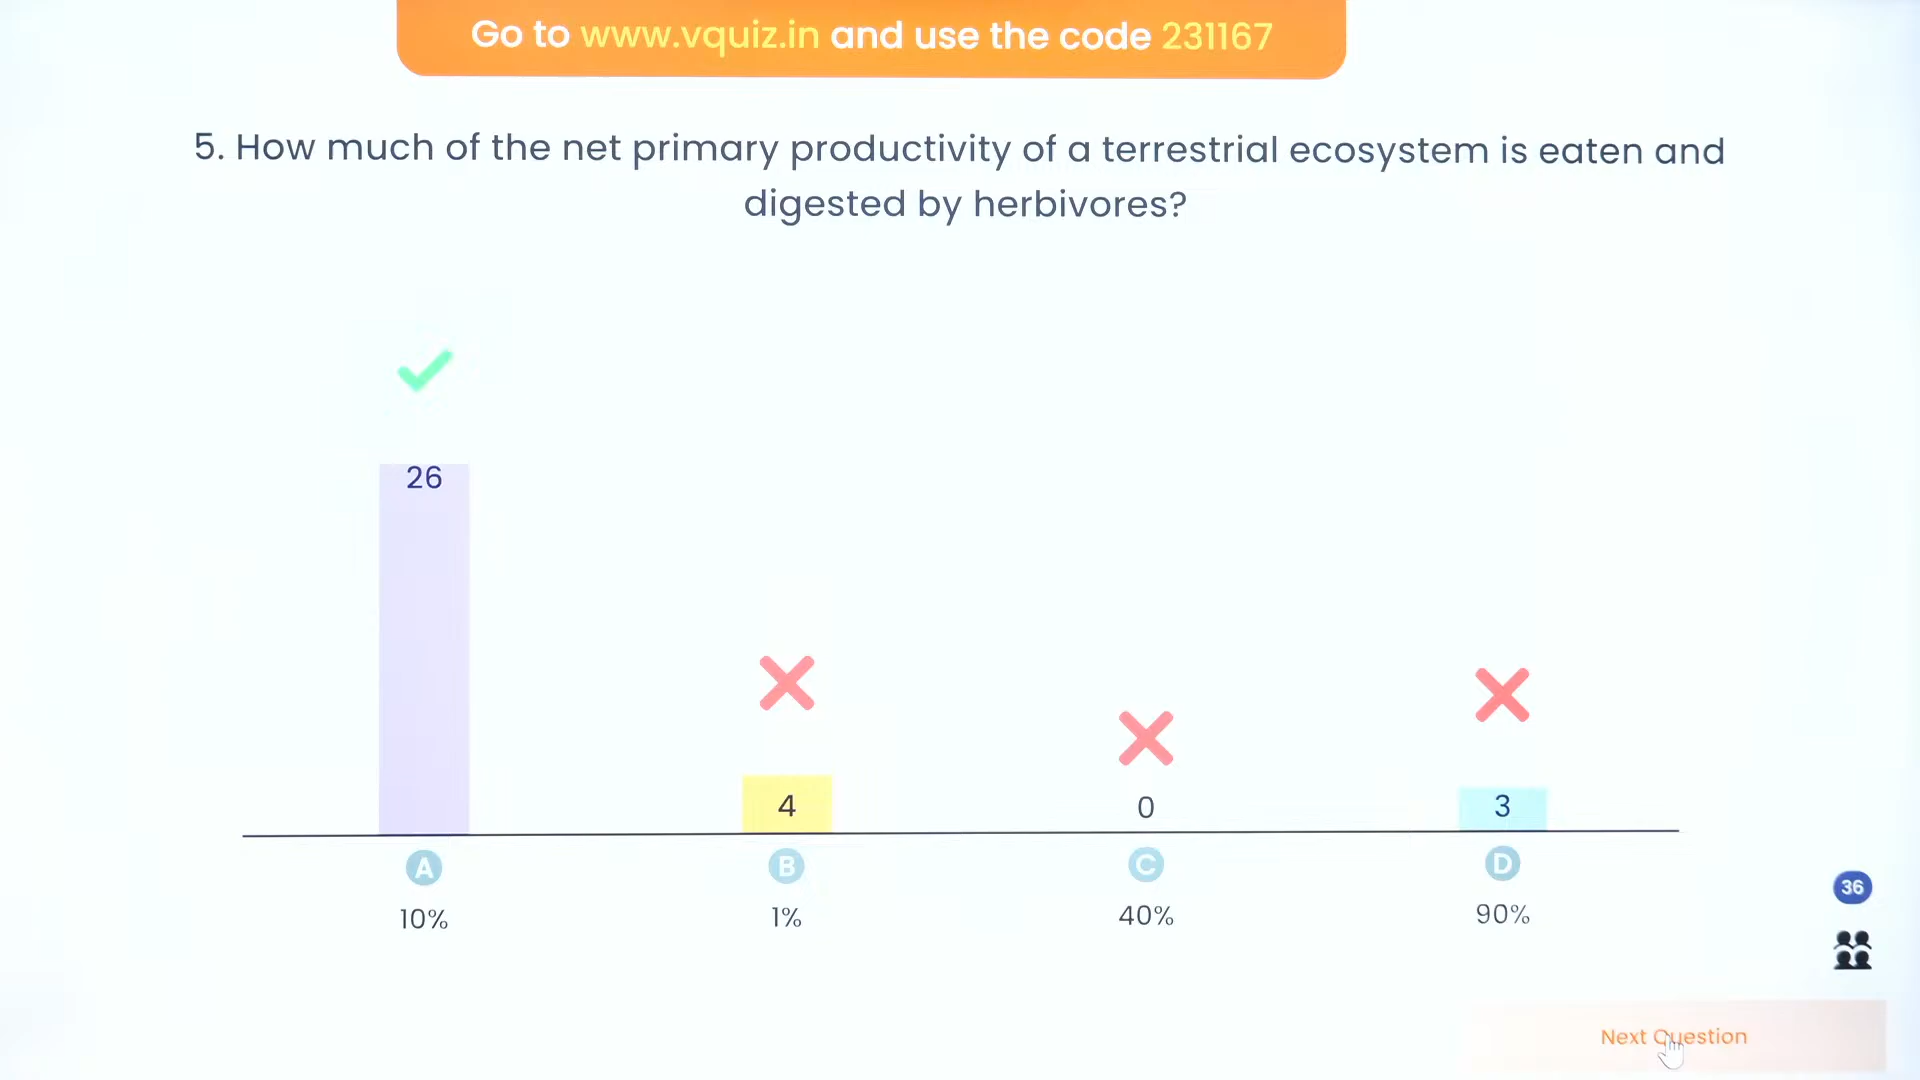 Go to www.vquiz.in and use the code 231167
5. How much of the net primary productivity of a terrestrial ecosystem is eaten and
digested by herbivores?
26
4
0
3
A
B
C
D
10%
1%
40%
90%
36
Next Question